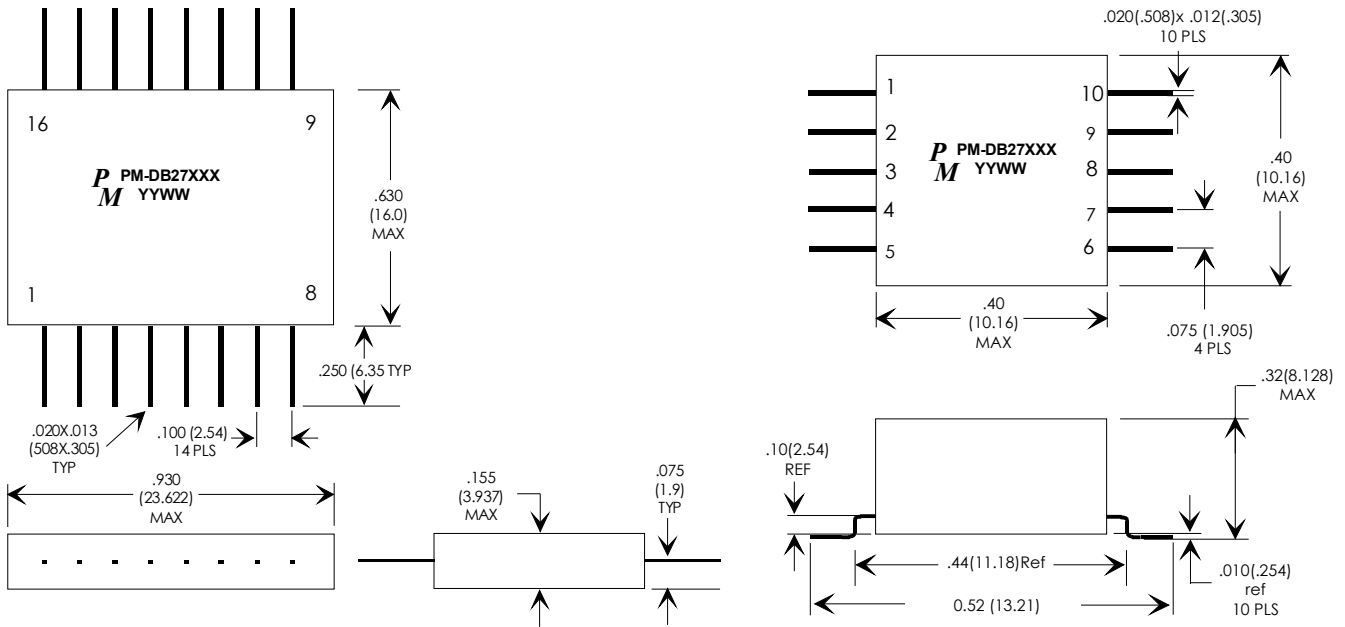 16
9
P
M
PM-DB27XXX
YYWW
1
8
.630
(16.0)
MAX
.250 (6.35 TYP
.020X.013
(508X.305)
TYP
.100 (2.54)
14 PLS
.930
(23.622)
MAX
.155
(3.937)
MAX
.075
(1.9)
TYP
.020(.508)x .012(.305)
10 PLS
1
10
2
9
3
8
4
7
5
6
P
M
PM-DB27XXX
YYWW
.40
(10.16)
MAX
.40
(10.16)
MAX
.075 (1.905)
4 PLS
.32(8.128)
MAX
.10(2.54)
REF
.44(11.18)Ref
0.52 (13.21)
.010(.254)
ref
10 PLS